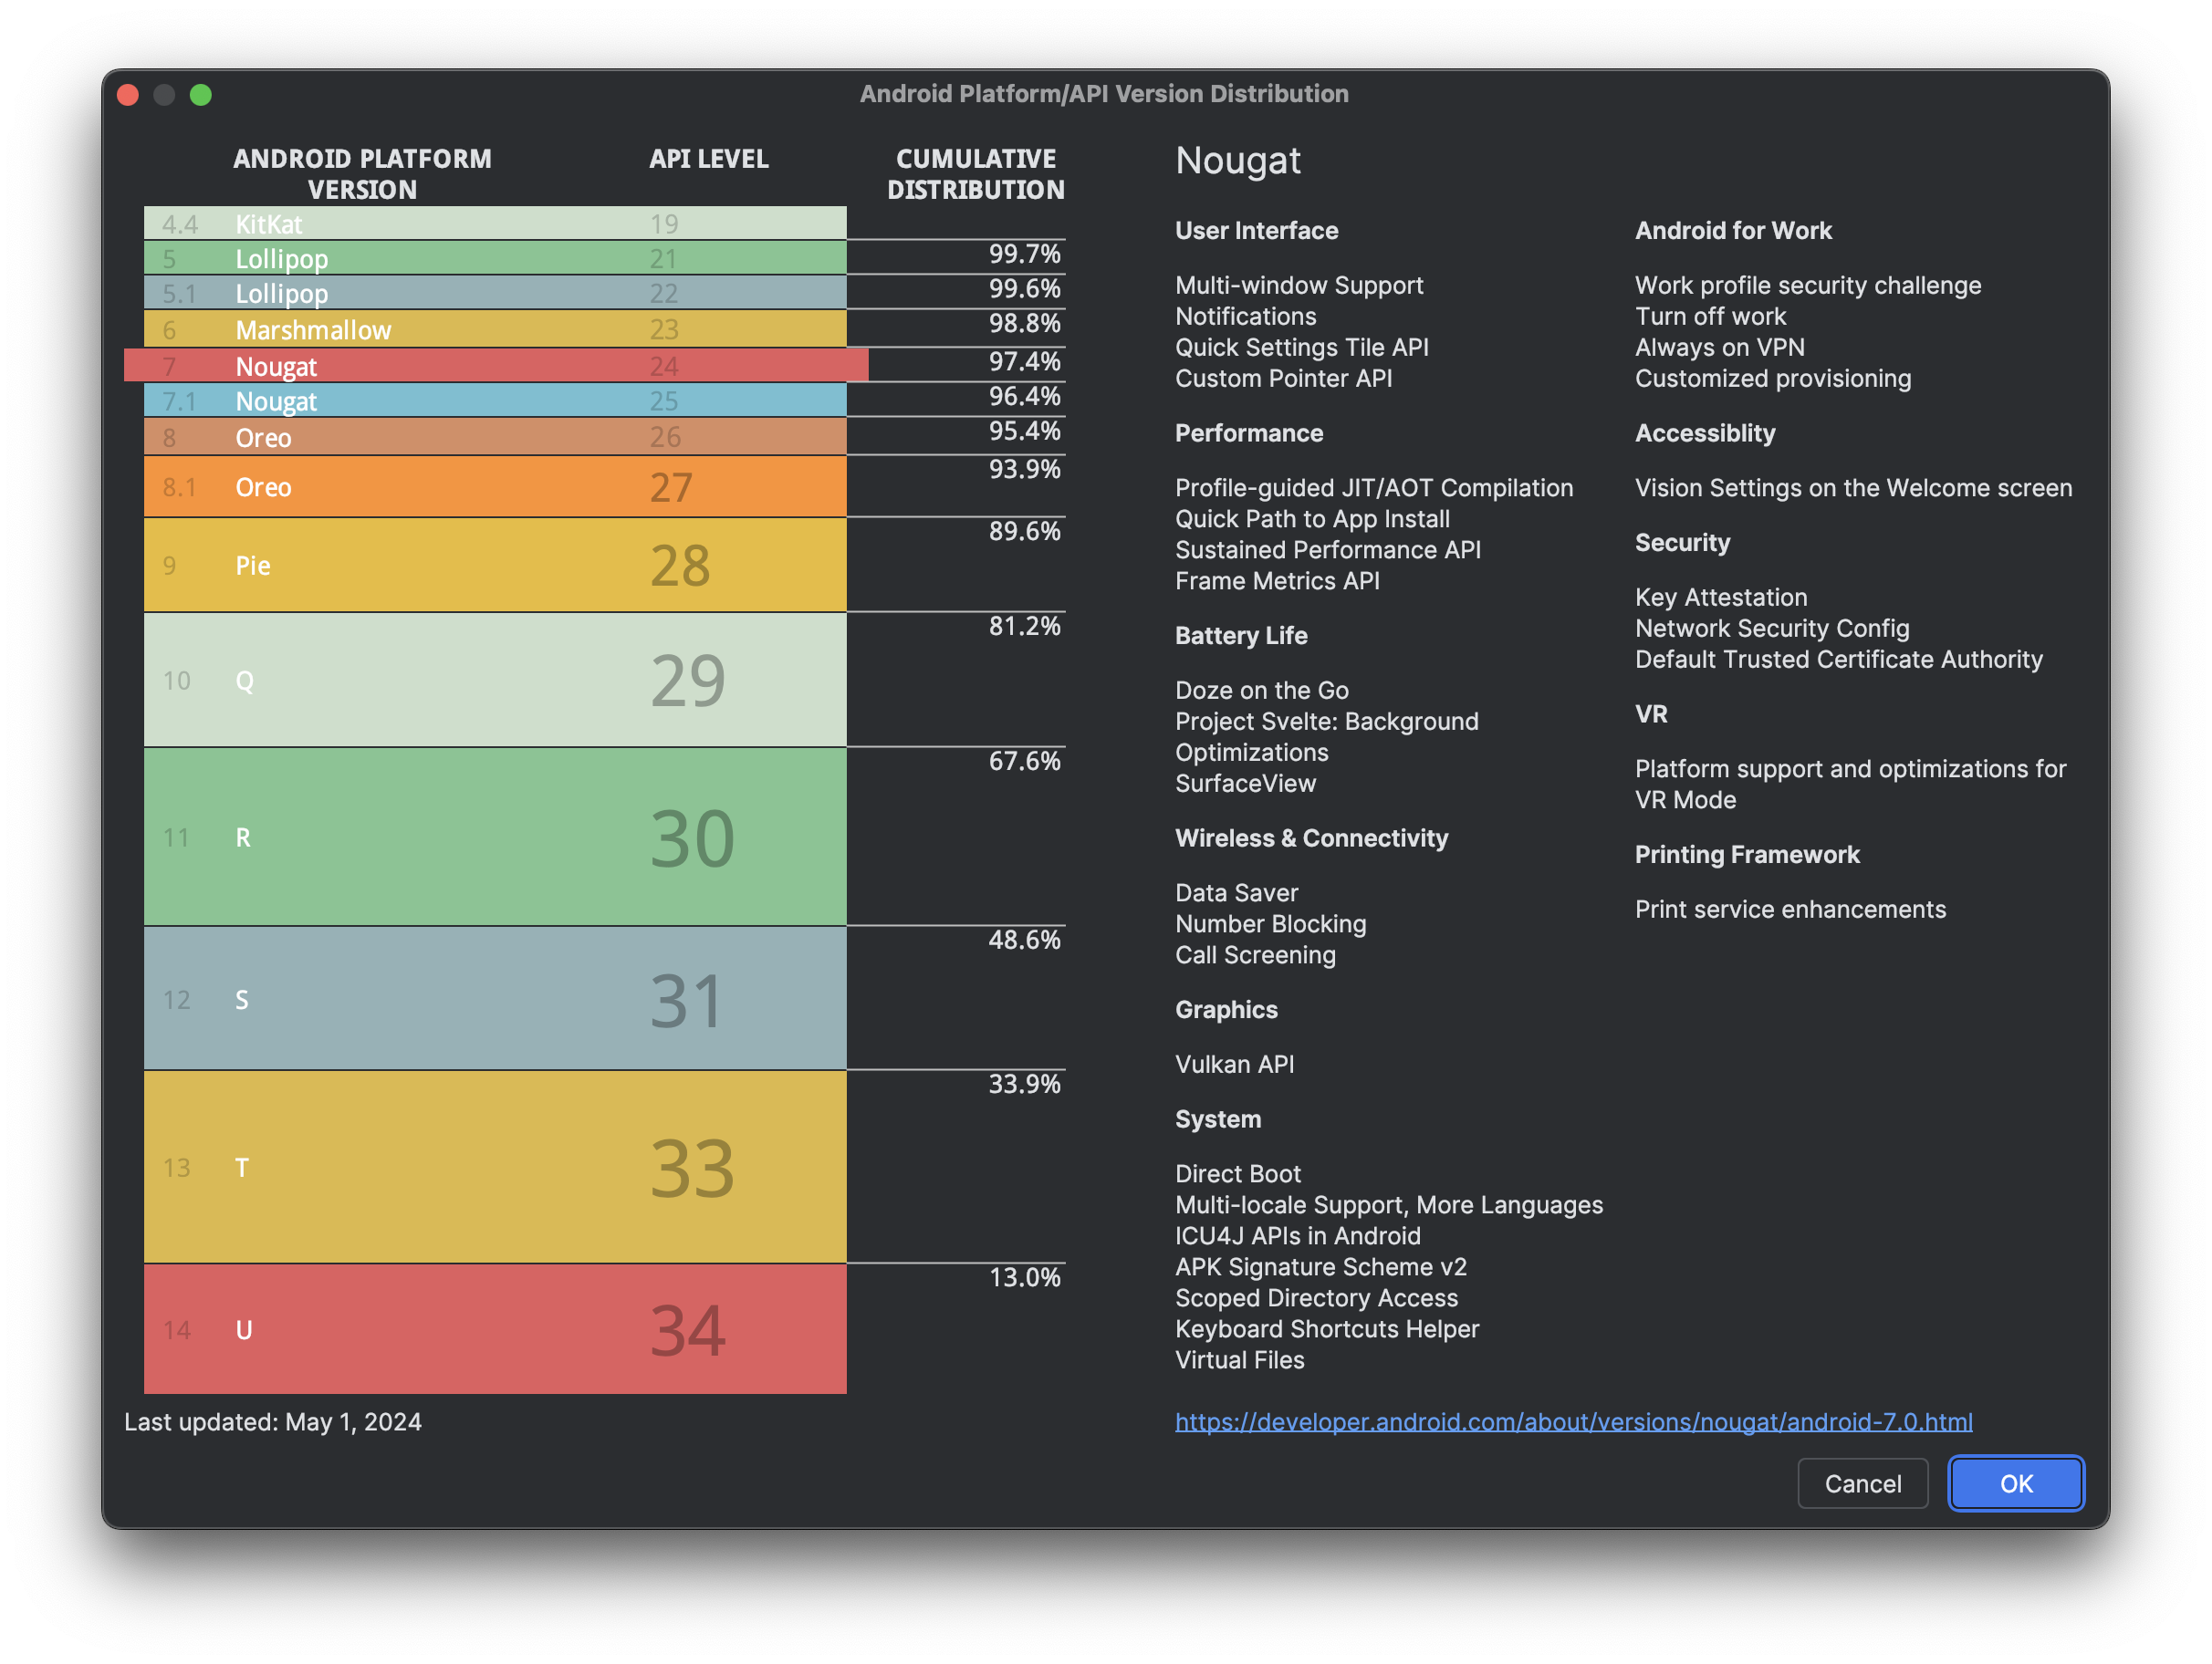 Android Platform/API Version Distribution
ANDROID PLATFORM
VERSION
API LEVEL
CUMULATIVE
DISTRIBUTION
4.4 KitKat 19
5 Lollipop 21 99.7%
5.1 Lollipop 22 99.6%
6 Marshmallow 23 98.8%
7 Nougat 24 97.4%
7.1 Nougat 25 96.4%
8 Oreo 26 95.4%
8.1 Oreo 27 93.9%
9 Pie 28 89.6%
10 Q 29 81.2%
11 R 30 67.6%
12 S 31 48.6%
13 T 33 33.9%
14 U 34 13.0%
Last updated: May 1, 2024
Nougat
User Interface
Multi-window Support
Notifications
Quick Settings Tile API
Custom Pointer API
Performance
Profile-guided JIT/AOT Compilation
Quick Path to App Install
Sustained Performance API
Frame Metrics API
Battery Life
Doze on the Go
Project Svelte: Background
Optimizations
SurfaceView
Wireless & Connectivity
Data Saver
Number Blocking
Call Screening
Graphics
Vulkan API
System
Direct Boot
Multi-locale Support, More Languages
ICU4J APIs in Android
APK Signature Scheme v2
Scoped Directory Access
Keyboard Shortcuts Helper
Virtual Files
Android for Work
Work profile security challenge
Turn off work
Always on VPN
Customized provisioning
Accessiblity
Vision Settings on the Welcome screen
Security
Key Attestation
Network Security Config
Default Trusted Certificate Authority
VR
Platform support and optimizations for
VR Mode
Printing Framework
Print service enhancements
https://developer.android.com/about/versions/nougat/android-7.0.html
Cancel
OK